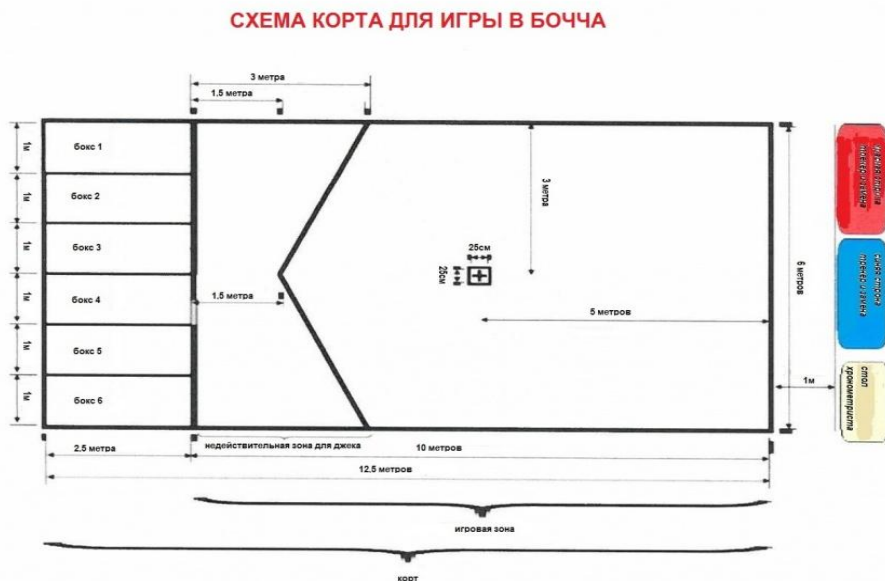 СХЕМА КОРТА ДЛЯ ИГРЫ В БОЧЧА
3 метра
1,5 метра
бокс 1
бокс 2
бокс 3
бокс 4
бокс 5
бокс 6
1м
1м
1м
1м
1м
1м
1,5 метра
3 метра
25см
25см
5 метров
6 метров
1м
стол
хронометриста
недействительная зона для джека
2,5 метра
10 метров
12,5 метров
игровая зона
корт